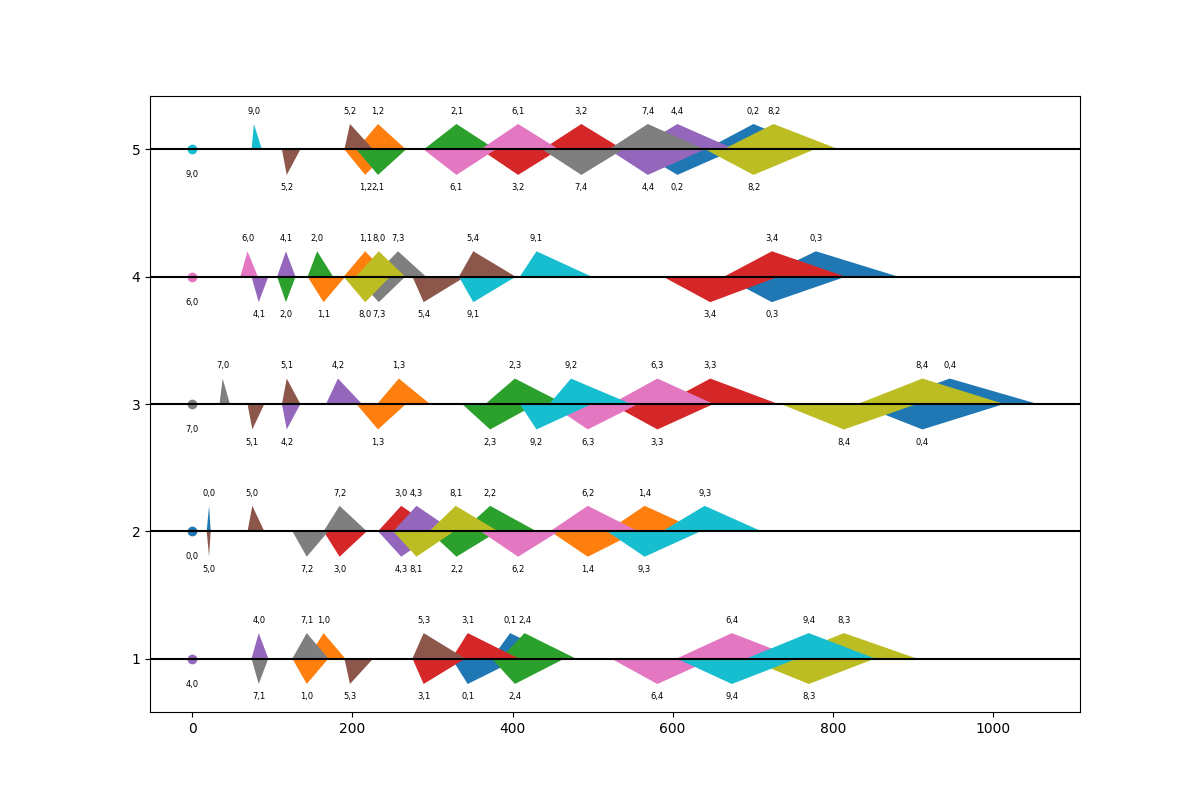 9,0 5,2 1,2 2,1 6,1 3,2 7,4 4,4 0,2 8,2
5
9,0 5,2 1,2 2,1 6,1 3,2 7,4 4,4 0,2 8,2
6,0 4,1 2,0 1,1 8,0 7,3 5,4 9,1 3,4 0,3
4
6,0 4,1 2,0 1,1 8,0 7,3 5,4 9,1 3,4 0,3
7,0 5,1 4,2 1,3 2,3 9,2 6,3 3,3 8,4 0,4
3
7,0 5,1 4,2 1,3 2,3 9,2 6,3 3,3 8,4 0,4
0,0 5,0 7,2 3,0 4,3 8,1 2,2 6,2 1,4 9,3
2
0,0 5,0 7,2 3,0 4,3 8,1 2,2 6,2 1,4 9,3
4,0 7,1 1,0 5,3 3,1 0,1 2,4 6,4 9,4 8,3
1
4,0 7,1 1,0 5,3 3,1 0,1 2,4 6,4 9,4 8,3
0 200 400 600 800 1000